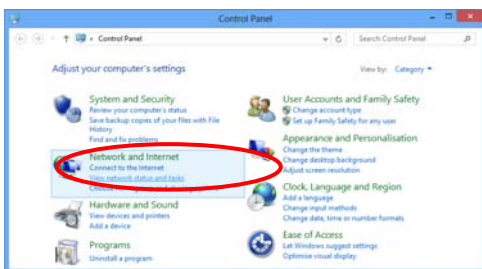 Control Panel
Control Panel
Search Control Panel
Adjust your computer's settings
View by: Category
System and Security
Review your computer's status
Save backup copies of your files with File
History
Find and fix problems
Network and Internet
Connect to the Internet
View network status and tasks
Hardware and Sound
View devices and printers
Add a device
Programs
Uninstall a program
User Accounts and Family Safety
Change account type
Set up Family Safety for any user
Appearance and Personalisation
Change the theme
Change desktop background
Adjust screen resolution
Clock, Language and Region
Add a language
Change input methods
Change date, time or number formats
Ease of Access
Let Windows suggest settings
Optimise visual display